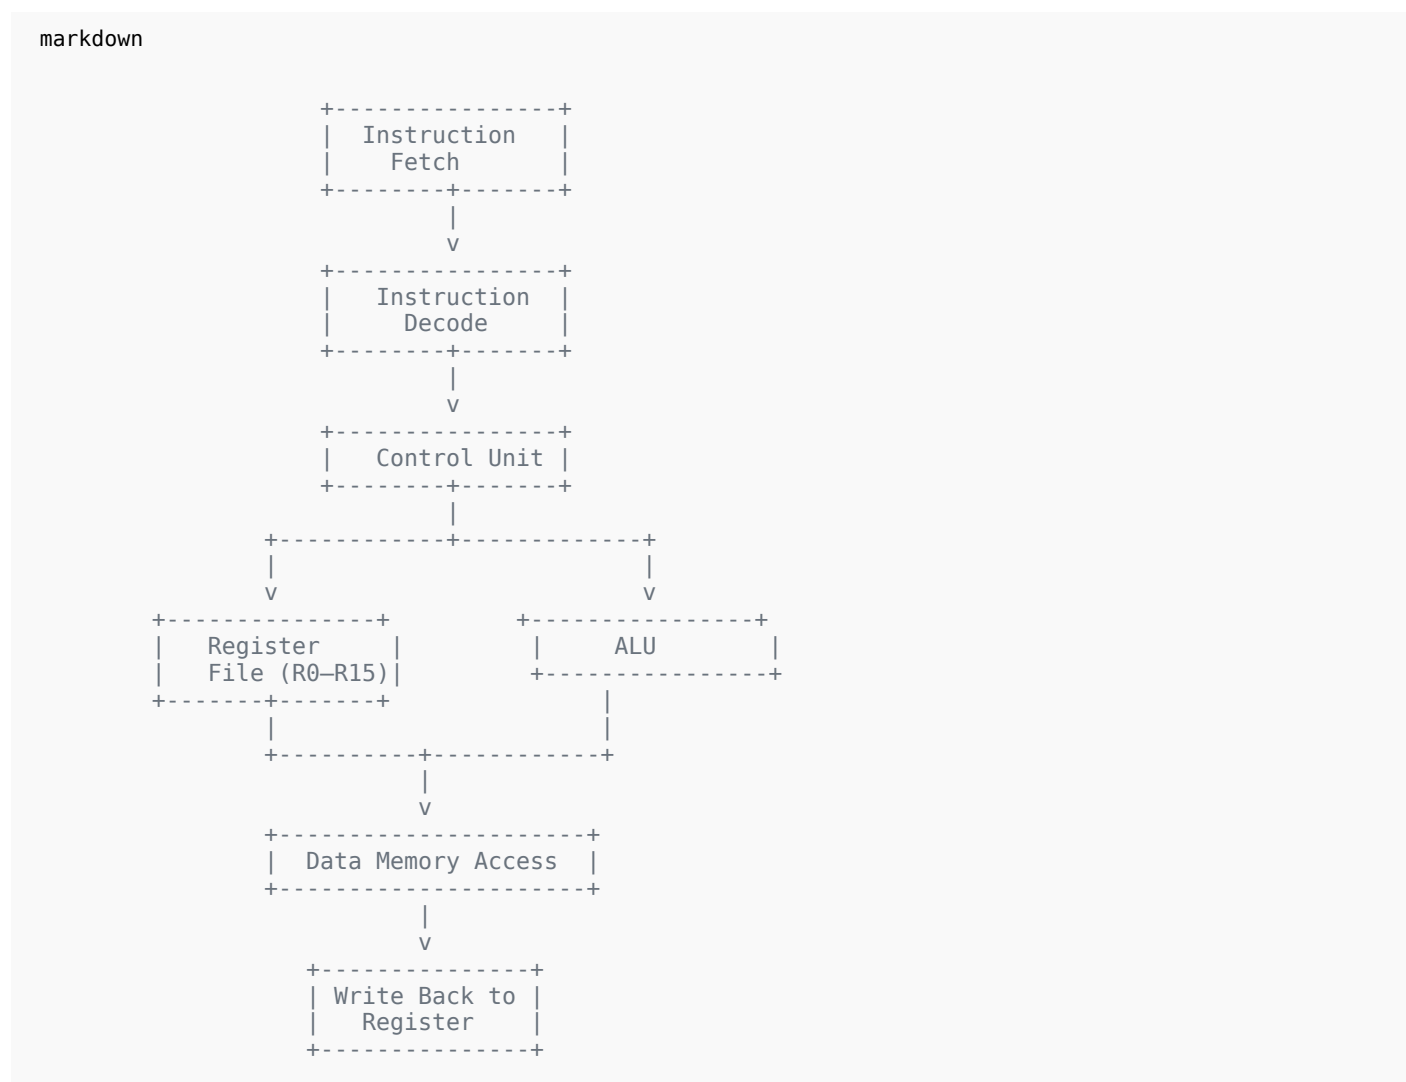 markdown
+----------------+
|  Instruction   |
|    Fetch       |
+--------+-------+
|
v
+----------------+
|   Instruction  |
|     Decode     |
+--------+-------+
|
v
+----------------+
|   Control Unit |
+--------+-------+
|
+------------+-------------+
|                          |
v                          v
+---------------+         +----------------+
|   Register     |         |     ALU        |
|   File (R0–R15)|         +----------------+
+-------+-------+               |
|                       |
+----------+------------+
|
v
+----------------------+
|  Data Memory Access  |
+----------------------+
|
v
+---------------+
| Write Back to |
|   Register    |
+---------------+